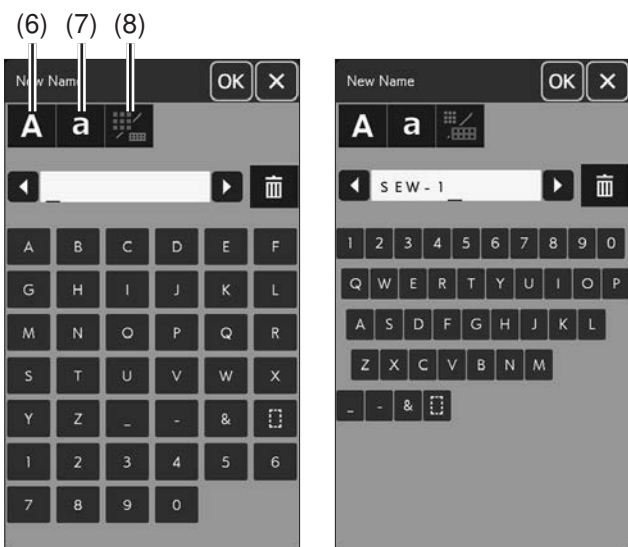 (6) (7) (8)
New Name OK X
A a
_
A B C D E F
G H I J K L
M N O P Q R
S T U V W X
Y Z _ - &
1 2 3 4 5 6
7 8 9 0
New Name OK X
A a
SEW-1_
1 2 3 4 5 6 7 8 9 0
Q W E R T Y U I O P
A S D F G H J K L
Z X C V B N M
_ - &